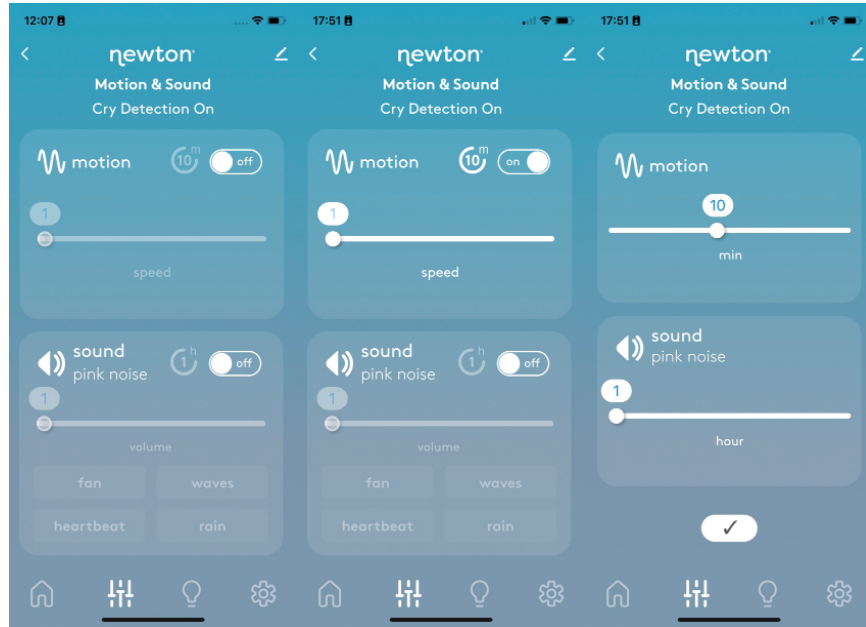 12:07
newton
Motion & Sound
Cry Detection On
motion
10 m
off
1
speed
sound
1 h
off
pink noise
1
volume
fan
waves
heartbeat
rain
17:51
newton
Motion & Sound
Cry Detection On
motion
10 m
on
1
speed
sound
1 h
off
pink noise
1
volume
fan
waves
heartbeat
rain
17:51
newton
Motion & Sound
Cry Detection On
motion
10
min
sound
pink noise
1
hour